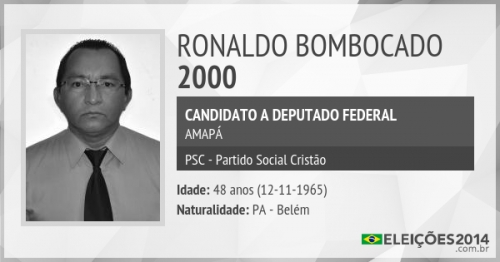 RONALDO BOMBOCADO
2000
CANDIDATO A DEPUTADO FEDERAL
AMAPÁ
PSC - Partido Social Cristão
Idade: 48 anos (12-11-1965)
Naturalidade: PA - Belém
ELEIÇÕES2014
.com.br